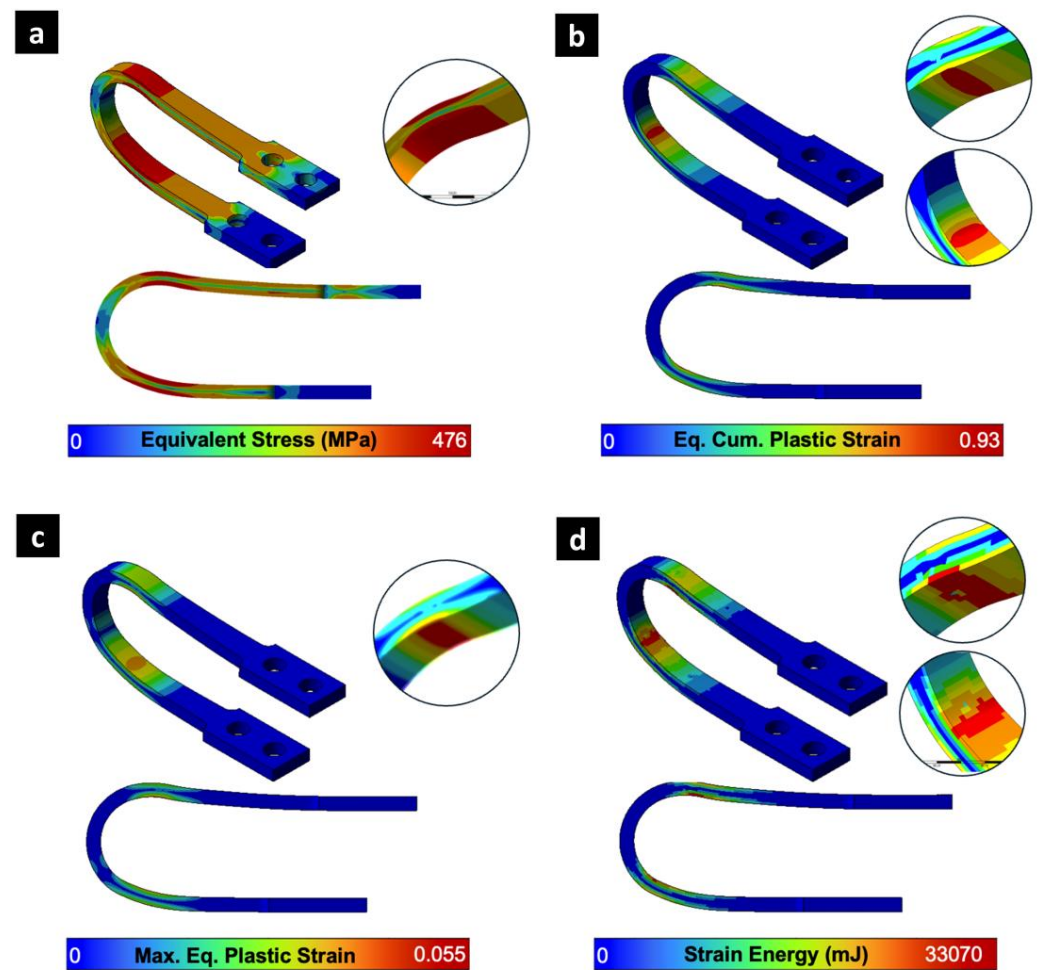 a
b
0 Equivalent Stress (MPa) 476
0 Eq. Cum. Plastic Strain 0.93
c
d
0 Max. Eq. Plastic Strain 0.055
0 Strain Energy (mJ) 33070